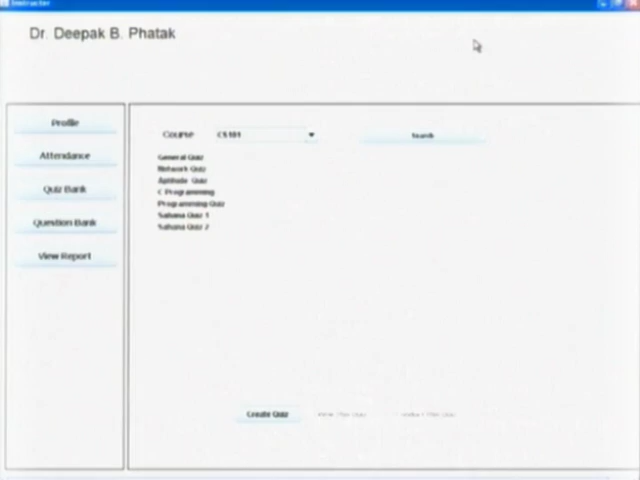 Instructor
Dr. Deepak B. Phatak
Profile
Attendance
Quiz Bank
Question Bank
View Report
Course CS101 Search
General Quiz
Network Quiz
Aptitude Quiz
C Programming
Programming Quiz
Sahana Quiz 1
Sahana Quiz 2
Create Quiz